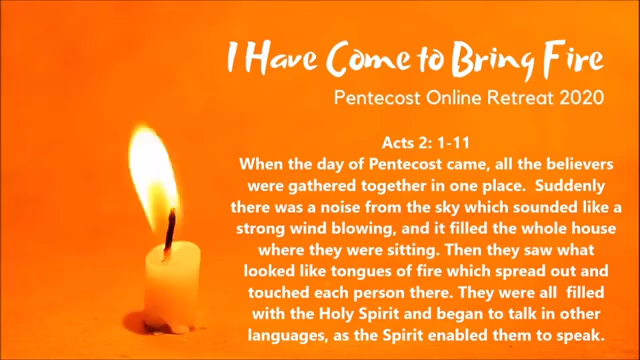 I Have Come to Bring Fire
Pentecost Online Retreat 2020
Acts 2: 1-11
When the day of Pentecost came, all the believers
were gathered together in one place.  Suddenly
there was a noise from the sky which sounded like a
strong wind blowing, and it filled the whole house
where they were sitting. Then they saw what
looked like tongues of fire which spread out and
touched each person there. They were all  filled
with the Holy Spirit and began to talk in other
languages, as the Spirit enabled them to speak.